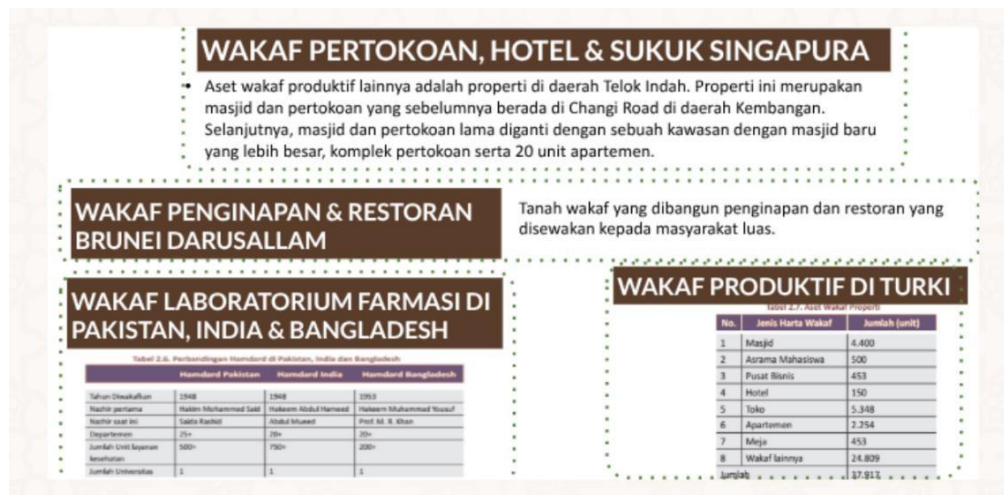 WAKAF PERTOKOAN, HOTEL & SUKUK SINGAPURA
• Aset wakaf produktif lainnya adalah properti di daerah Telok Indah. Properti ini merupakan
masjid dan pertokoan yang sebelumnya berada di Changi Road di daerah Kembangan.
Selanjutnya, masjid dan pertokoan lama diganti dengan sebuah kawasan dengan masjid baru
yang lebih besar, komplek pertokoan serta 20 unit apartemen.
WAKAF PENGINAPAN & RESTORAN
BRUNEI DARUSALLAM
Tanah wakaf yang dibangun penginapan dan restoran yang
disewakan kepada masyarakat luas.
WAKAF LABORATORIUM FARMASI DI
PAKISTAN, INDIA & BANGLADESH
Tabel 2.6. Perbandingan Hamdard di Pakistan, India dan Bangladesh
Hamdard Pakistan Hamdard India Hamdard Bangladesh
Tahun Diwakafkan 1948 1948 1953
Nazhir pertama Hakim Mohammed Said Hakeem Abdul Hameed Hakeem Muhammad Yousuf
Nazhir saat ini Sadia Rashid Abdul Mueed Prof. M. R. Khan
Departemen 25+ 20+ 20+
Jumlah Unit layanan 500+ 750+ 200+
kesehatan
Jumlah Universitas 1 1 1
WAKAF PRODUKTIF DI TURKI
Tabel 2.7. Aset Wakaf Properti
No. Jenis Harta Wakaf Jumlah (unit)
1 Masjid 4.400
2 Asrama Mahasiswa 500
3 Pusat Bisnis 453
4 Hotel 150
5 Toko 5.348
6 Apartemen 2.254
7 Meja 453
8 Wakaf lainnya 24.809
Jumlah 37.917